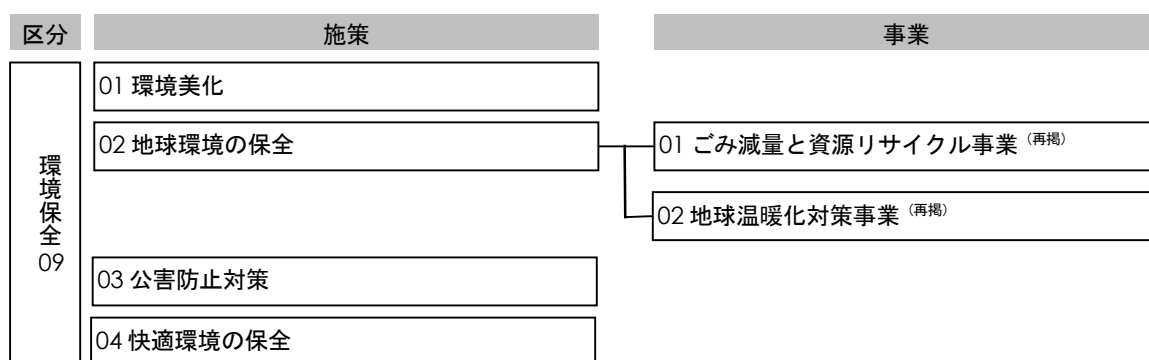 区分
施策
事業
環境保全 09
01 環境美化
02 地球環境の保全
01 ごみ減量と資源リサイクル事業（再掲）
02 地球温暖化対策事業（再掲）
03 公害防止対策
04 快適環境の保全